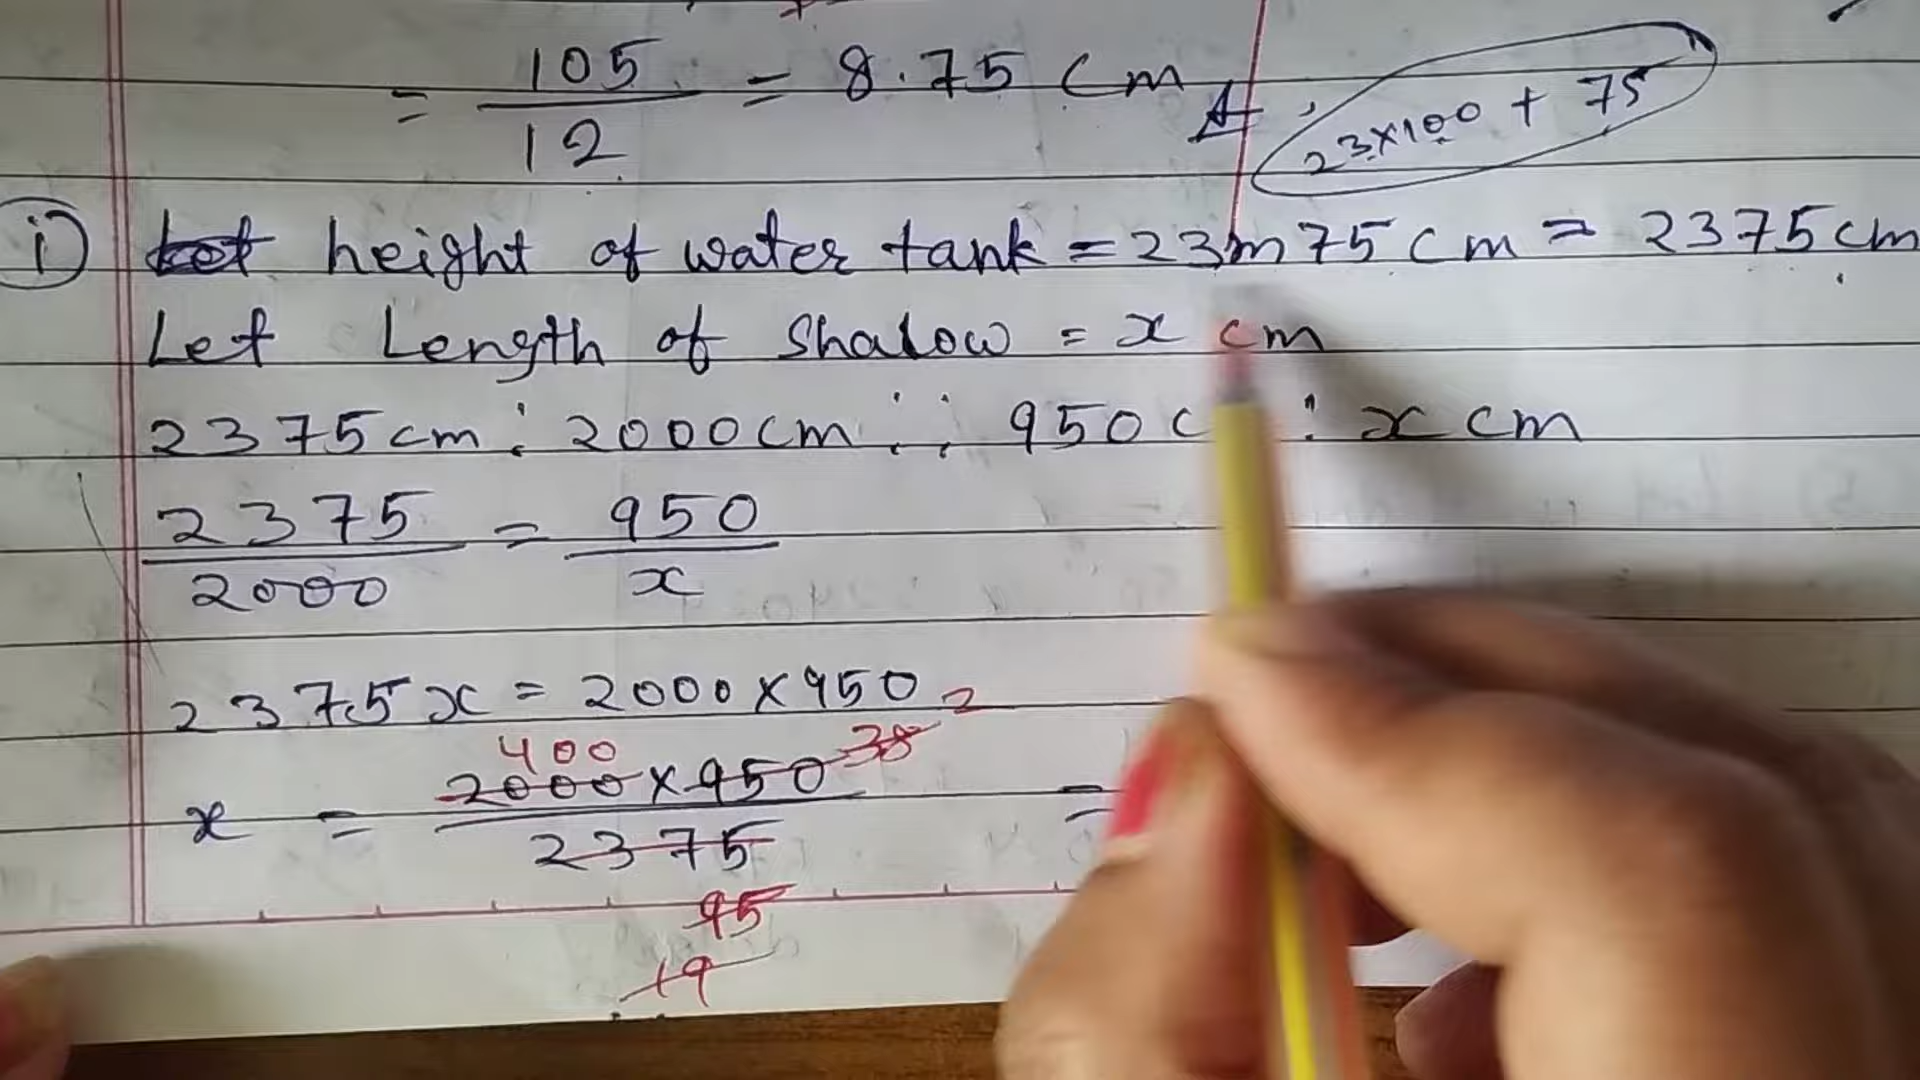 = 105/12 = 8.75 cm
23×100 + 75
i) height of water tank = 23m 75 cm = 2375 cm
Let Length of Shadow = x cm
2375 cm : 2000 cm :: 950 c : x cm
2375/2000 = 950/x
2375x = 2000 × 950
2
400 38
x = 2000 × 950 / 2375 =
95
19